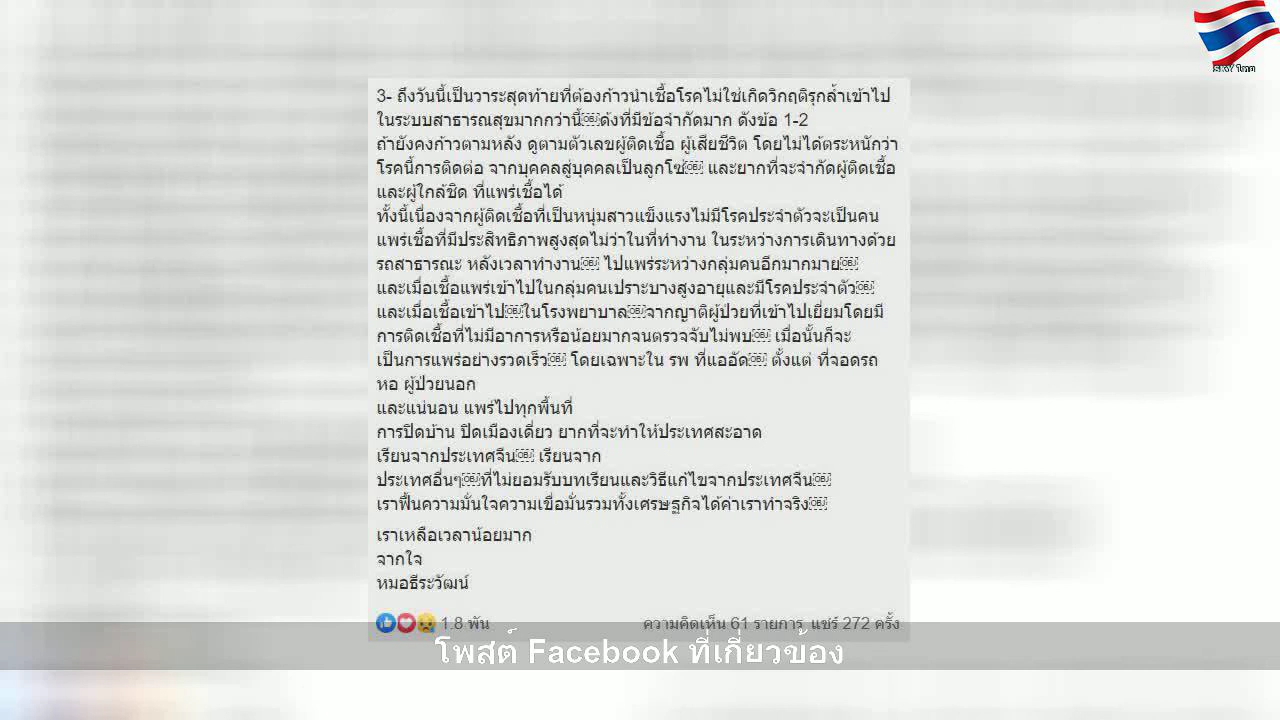 SKY ไทย
3- ถึงวันนี้เป็นวาระสุดท้ายที่ต้องก้าวนำเชื้อโรคไม่ใช่เกิดวิกฤติรุกล้ำเข้าไป
ในระบบสาธารณสุขมากกว่านี้￼ดังที่มีข้อจำกัดมาก ดังข้อ 1-2
ถ้ายังคงก้าวตามหลัง ดูตามตัวเลขผู้ติดเชื้อ ผู้เสียชีวิต โดยไม่ได้ตระหนักว่า
โรคนี้การติดต่อ จากบุคคลสู่บุคคลเป็นลูกโซ่￼ และยากที่จะจำกัดผู้ติดเชื้อ
และผู้ใกล้ชิด ที่แพร่เชื้อได้
ทั้งนี้เนื่องจากผู้ติดเชื้อที่เป็นหนุ่มสาวแข็งแรงไม่มีโรคประจำตัวจะเป็นคน
แพร่เชื้อที่มีประสิทธิภาพสูงสุดไม่ว่าในที่ทำงาน ในระหว่างการเดินทางด้วย
รถสาธารณะ หลังเวลาทำงาน￼ ไปแพร่ระหว่างกลุ่มคนอีกมากมาย￼
และเมื่อเชื้อแพร่เข้าไปในกลุ่มคนเปราะบางสูงอายุและมีโรคประจำตัว￼
และเมื่อเชื้อเข้าไป￼ในโรงพยาบาล￼จากญาติผู้ป่วยที่เข้าไปเยี่ยมโดยมี
การติดเชื้อที่ไม่มีอาการหรือน้อยมากจนตรวจจับไม่พบ￼ เมื่อนั้นก็จะ
เป็นการแพร่อย่างรวดเร็ว￼ โดยเฉพาะใน รพ ที่แออัด￼ ตั้งแต่ ที่จอดรถ
หอ ผู้ป่วยนอก
และแน่นอน แพร่ไปทุกพื้นที่
การปิดบ้าน ปิดเมืองเดี่ยว ยากที่จะทำให้ประเทศสะอาด
เรียนจากประเทศจีน￼ เรียนจาก
ประเทศอื่นๆ￼ที่ไม่ยอมรับบทเรียนและวิธีแก้ไขจากประเทศจีน￼
เราฟื้นความมั่นใจความเชื่อมั่นรวมทั้งเศรษฐกิจได้ค่าเราทำจริง￼
เราเหลือเวลาน้อยมาก
จากใจ
หมอธีระวัฒน์
1.8 พัน ความคิดเห็น 61 รายการ แชร์ 272 ครั้ง
โพสต์ Facebook ที่เกี่ยวข้อง